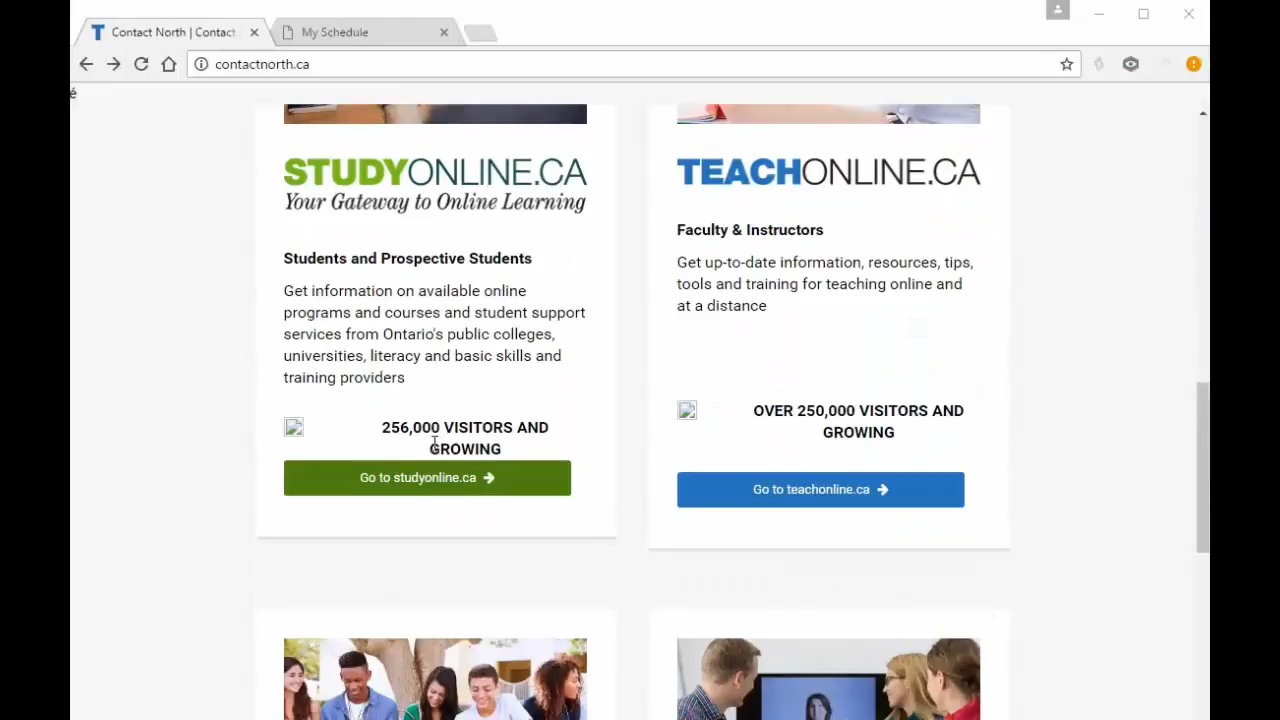 Contact North | Contact
My Schedule
contactnorth.ca
é
STUDYONLINE.CA
Your Gateway to Online Learning
Students and Prospective Students
Get information on available online
programs and courses and student support
services from Ontario's public colleges,
universities, literacy and basic skills and
training providers
256,000 VISITORS AND
GROWING
Go to studyonline.ca
TEACHONLINE.CA
Faculty & Instructors
Get up-to-date information, resources, tips,
tools and training for teaching online and
at a distance
OVER 250,000 VISITORS AND
GROWING
Go to teachonline.ca